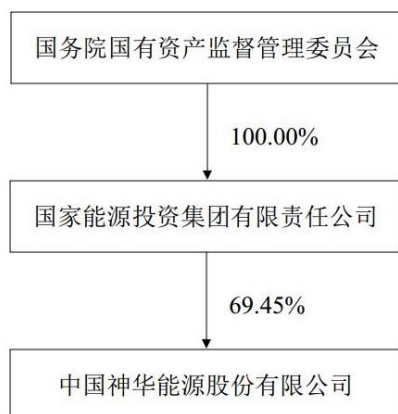 国务院国有资产监督管理委员会
100.00%
国家能源投资集团有限责任公司
69.45%
中国神华能源股份有限公司